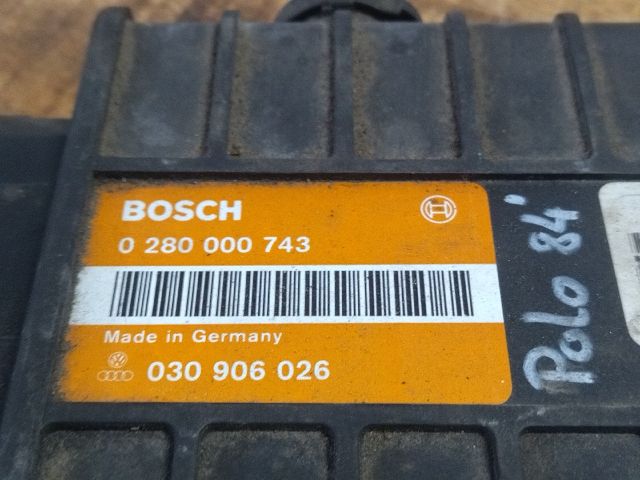 BOSCH
0 280 000 743
Made in Germany
030 906 026
Polo 84'